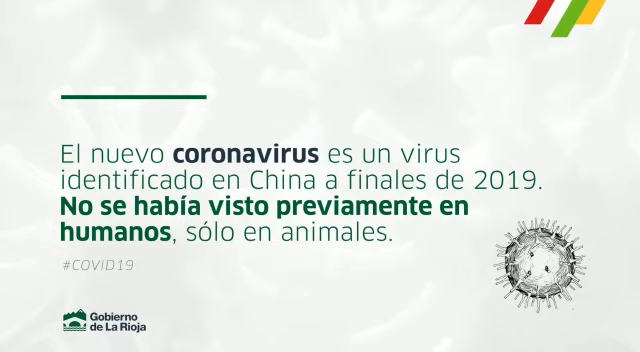 El nuevo coronavirus es un virus
identificado en China a finales de 2019.
No se había visto previamente en
humanos, sólo en animales.
#COVID19
Gobierno
de La Rioja